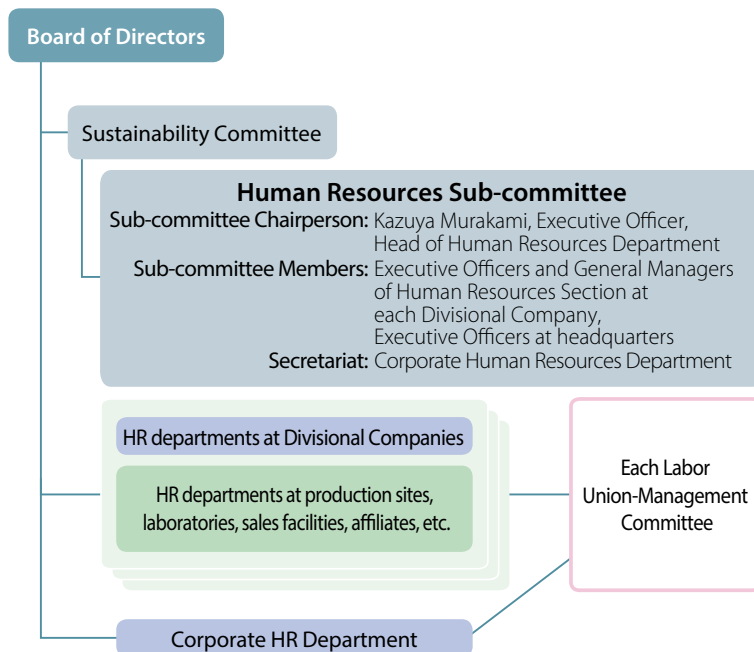 Board of Directors
Sustainability Committee
Human Resources Sub-committee
Sub-committee Chairperson: Kazuya Murakami, Executive Officer,
Head of Human Resources Department
Sub-committee Members: Executive Officers and General Managers
of Human Resources Section at
each Divisional Company,
Executive Officers at headquarters
Secretariat: Corporate Human Resources Department
HR departments at Divisional Companies
HR departments at production sites,
laboratories, sales facilities, affiliates, etc.
Each Labor
Union-Management
Committee
Corporate HR Department